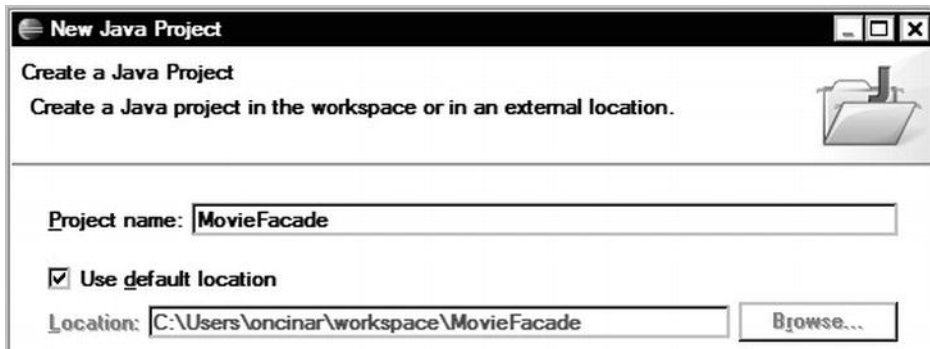 New Java Project
Create a Java Project
Create a Java project in the workspace or in an external location.
Project name: MovieFacade
Use default location
Location: C:\Users\oncinar\workspace\MovieFacade Browse...